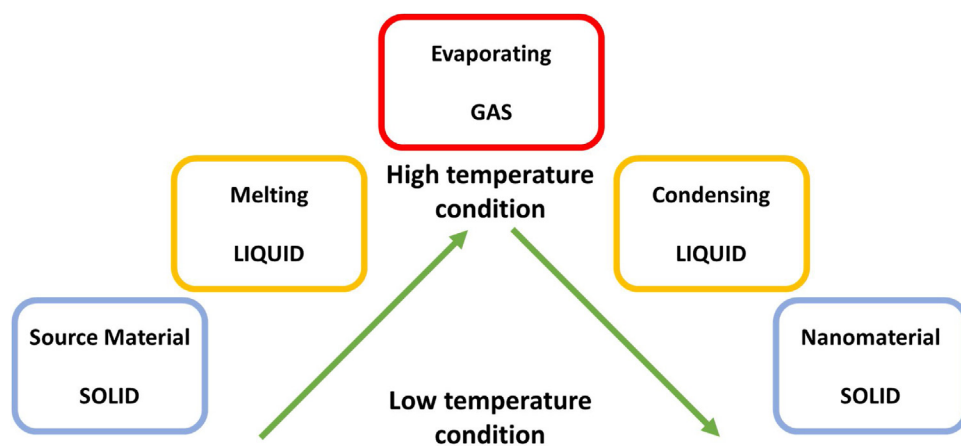 Evaporating
GAS
High temperature
condition
Melting
LIQUID
Condensing
LIQUID
Source Material
SOLID
Nanomaterial
SOLID
Low temperature
condition